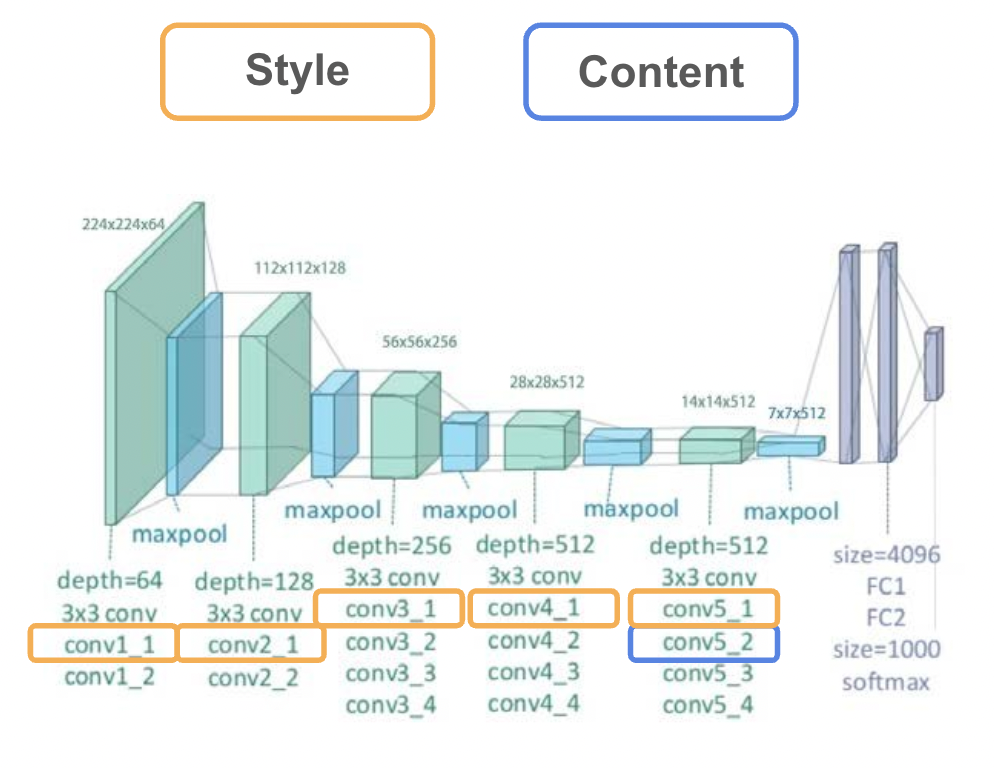 Style
Content
224x224x64
112x112x128
56x56x256
28x28x512
14x14x512
7x7x512
maxpool
maxpool
maxpool
maxpool
maxpool
depth=64
3x3 conv
conv1_1
conv1_2
depth=128
3x3 conv
conv2_1
conv2_2
depth=256
3x3 conv
conv3_1
conv3_2
conv3_3
conv3_4
depth=512
3x3 conv
conv4_1
conv4_2
conv4_3
conv4_4
depth=512
3x3 conv
conv5_1
conv5_2
conv5_3
conv5_4
size=4096
FC1
FC2
size=1000
softmax